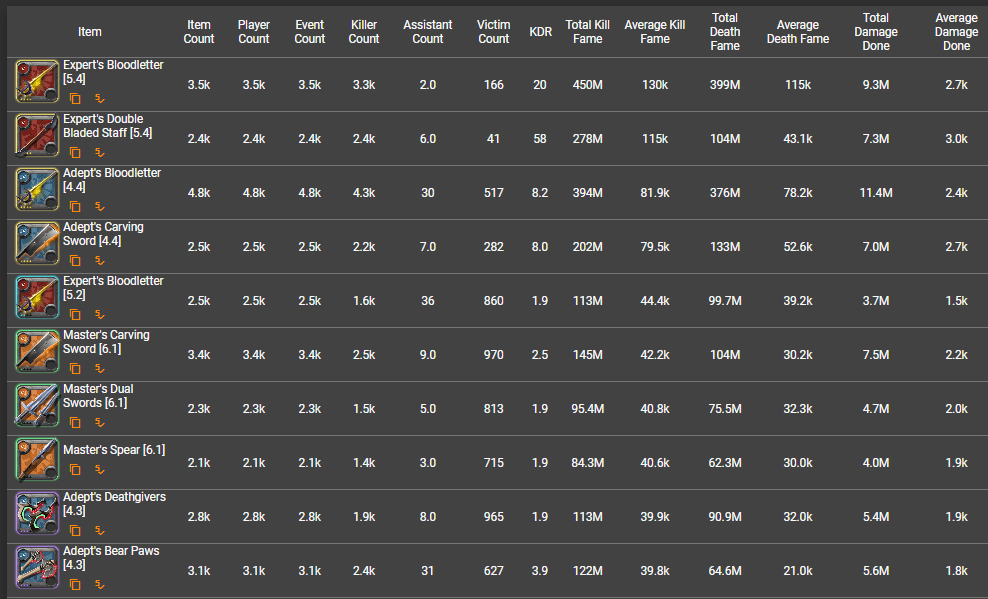 Item Item Count Player Count Event Count Killer Count Assistant Count Victim Count KDR Total Kill Fame Average Kill Fame Total Death Fame Average Death Fame Total Damage Done Average Damage Done
Expert's Bloodletter [5.4] 3.5k 3.5k 3.5k 3.3k 2.0 166 20 450M 130k 399M 115k 9.3M 2.7k
Expert's Double Bladed Staff [5.4] 2.4k 2.4k 2.4k 2.4k 6.0 41 58 278M 115k 104M 43.1k 7.3M 3.0k
Adept's Bloodletter [4.4] 4.8k 4.8k 4.8k 4.3k 30 517 8.2 394M 81.9k 376M 78.2k 11.4M 2.4k
Adept's Carving Sword [4.4] 2.5k 2.5k 2.5k 2.2k 7.0 282 8.0 202M 79.5k 133M 52.6k 7.0M 2.7k
Expert's Bloodletter [5.2] 2.5k 2.5k 2.5k 1.6k 36 860 1.9 113M 44.4k 99.7M 39.2k 3.7M 1.5k
Master's Carving Sword [6.1] 3.4k 3.4k 3.4k 2.5k 9.0 970 2.5 145M 42.2k 104M 30.2k 7.5M 2.2k
Master's Dual Swords [6.1] 2.3k 2.3k 2.3k 1.5k 5.0 813 1.9 95.4M 40.8k 75.5M 32.3k 4.7M 2.0k
Master's Spear [6.1] 2.1k 2.1k 2.1k 1.4k 3.0 715 1.9 84.3M 40.6k 62.3M 30.0k 4.0M 1.9k
Adept's Deathgivers [4.3] 2.8k 2.8k 2.8k 1.9k 8.0 965 1.9 113M 39.9k 90.9M 32.0k 5.4M 1.9k
Adept's Bear Paws [4.3] 3.1k 3.1k 3.1k 2.4k 31 627 3.9 122M 39.8k 64.6M 21.0k 5.6M 1.8k